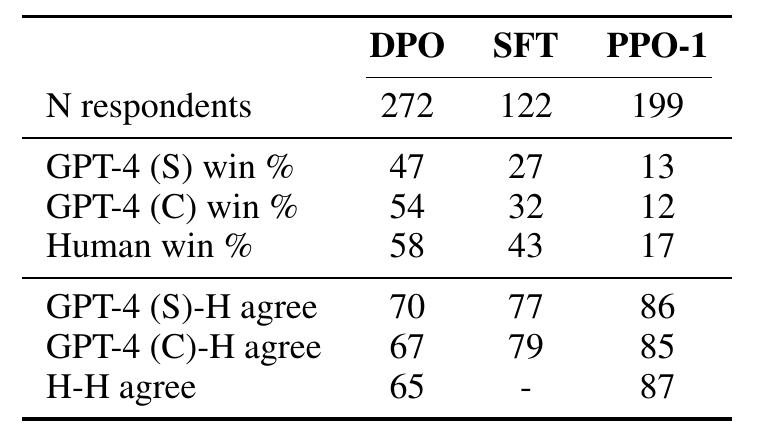 DPO SFT PPO-1
N respondents 272 122 199
GPT-4 (S) win % 47 27 13
GPT-4 (C) win % 54 32 12
Human win % 58 43 17
GPT-4 (S)-H agree 70 77 86
GPT-4 (C)-H agree 67 79 85
H-H agree 65 - 87